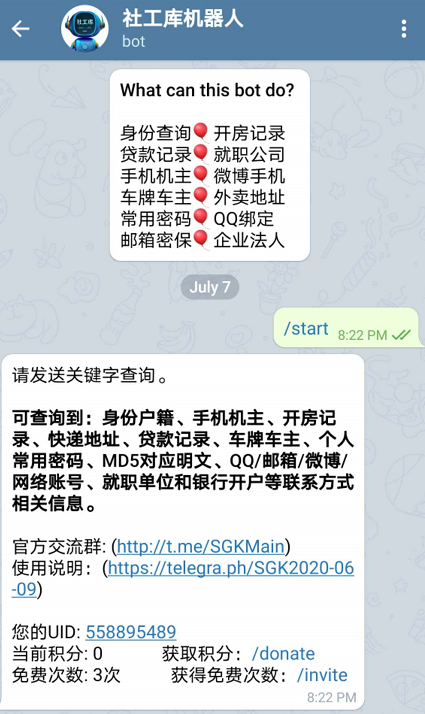 社工库机器人
bot
社工库
What can this bot do?
身份查询🎈开房记录
贷款记录🎈就职公司
手机机主🎈微博手机
车牌车主🎈外卖地址
常用密码🎈QQ绑定
邮箱密保🎈企业法人
July 7
/start 8:22 PM
请发送关键字查询。
可查询到：身份户籍、手机机主、开房记
录、快递地址、贷款记录、车牌车主、个人
常用密码、MD5对应明文、QQ/邮箱/微博/
网络账号、就职单位和银行开户等联系方式
相关信息。
官方交流群: (http://t.me/SGKMain)
使用说明：(https://telegra.ph/SGK2020-06
-09)
您的UID: 558895489
当前积分: 0 获取积分：/donate
免费次数: 3次 获得免费次数：/invite
8:22 PM